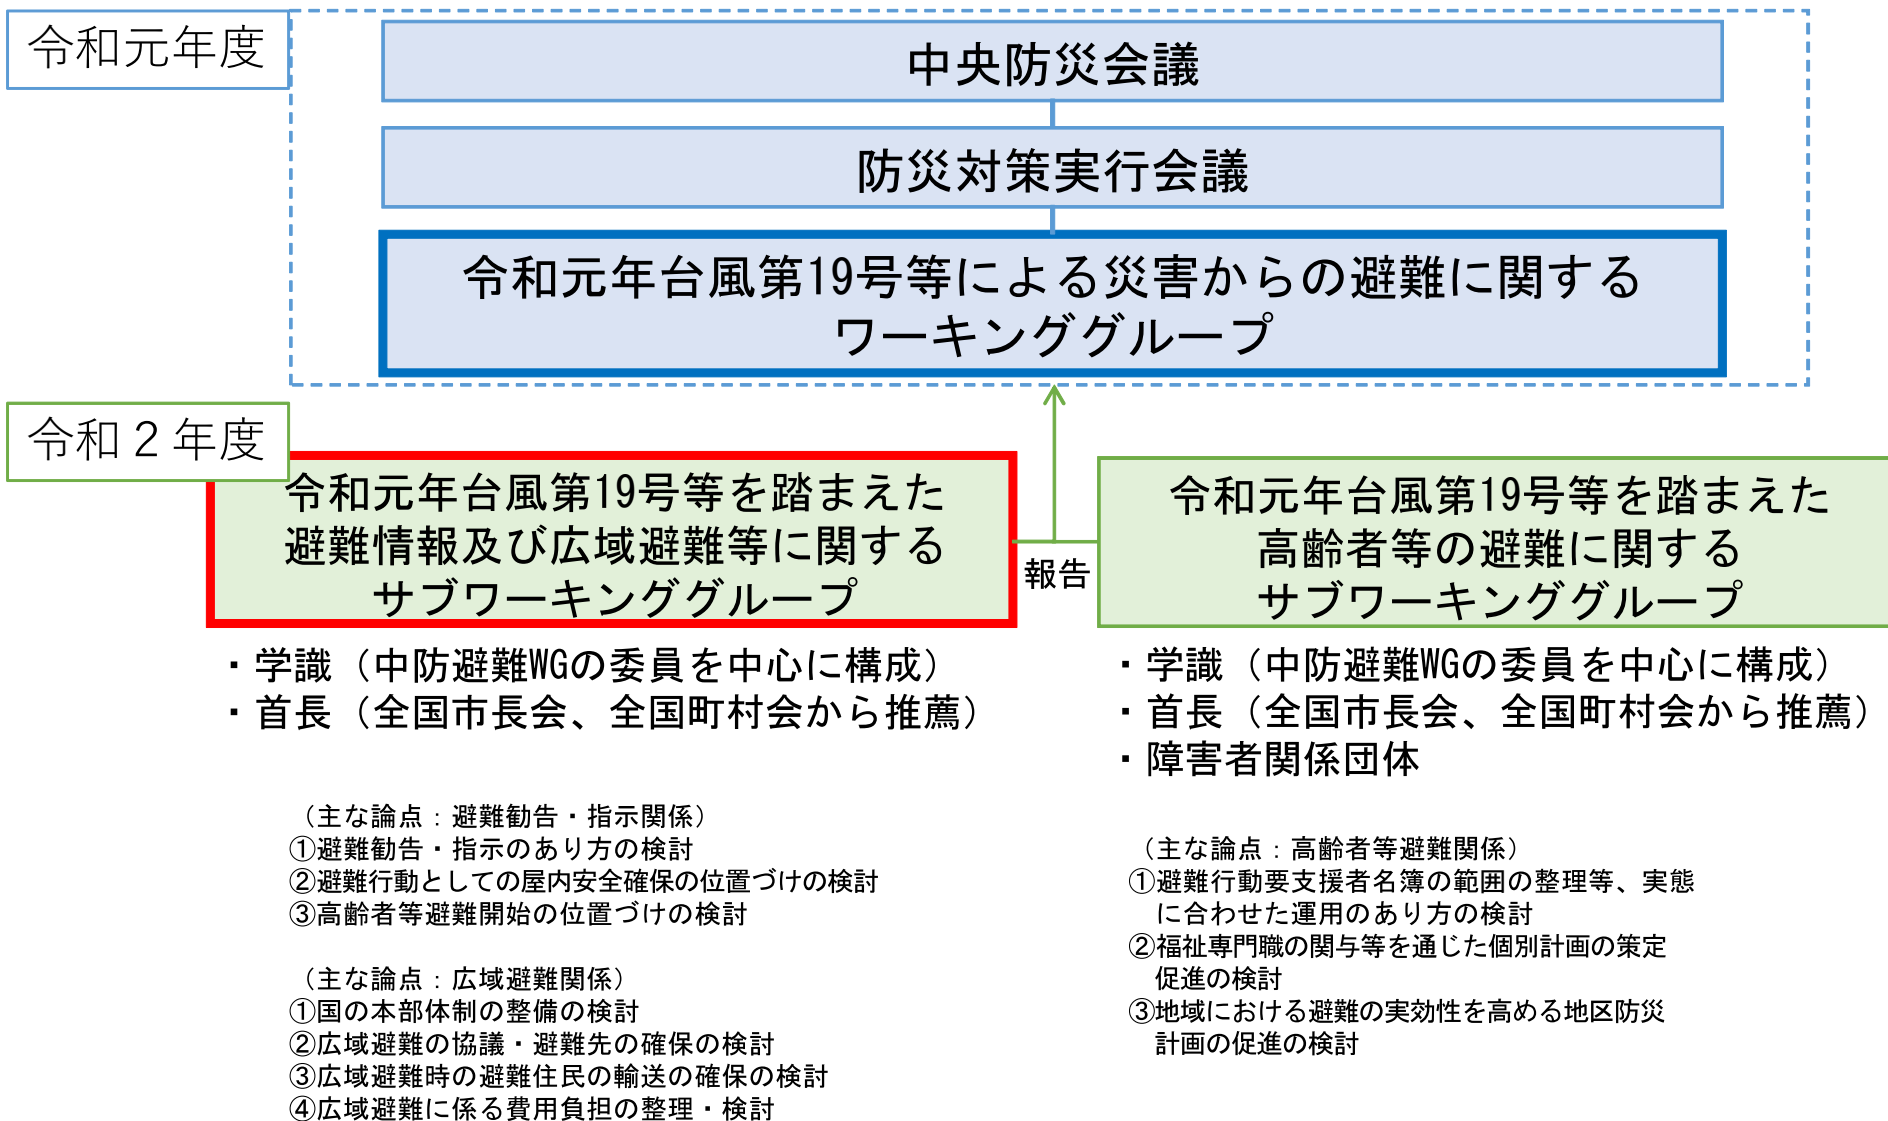 令和元年度
中央防災会議
防災対策実行会議
令和元年台風第19号等による災害からの避難に関する
ワーキンググループ
令和２年度
令和元年台風第19号等を踏まえた
避難情報及び広域避難等に関する
サブワーキンググループ
報告
令和元年台風第19号等を踏まえた
高齢者等の避難に関する
サブワーキンググループ
・学識（中防避難WGの委員を中心に構成）
・首長（全国市長会、全国町村会から推薦）
・学識（中防避難WGの委員を中心に構成）
・首長（全国市長会、全国町村会から推薦）
・障害者関係団体
（主な論点：避難勧告・指示関係）
①避難勧告・指示のあり方の検討
②避難行動としての屋内安全確保の位置づけの検討
③高齢者等避難開始の位置づけの検討
（主な論点：広域避難関係）
①国の本部体制の整備の検討
②広域避難の協議・避難先の確保の検討
③広域避難時の避難住民の輸送の確保の検討
④広域避難に係る費用負担の整理・検討
（主な論点：高齢者等避難関係）
①避難行動要支援者名簿の範囲の整理等、実態
に合わせた運用のあり方の検討
②福祉専門職の関与等を通じた個別計画の策定
促進の検討
③地域における避難の実効性を高める地区防災
計画の促進の検討